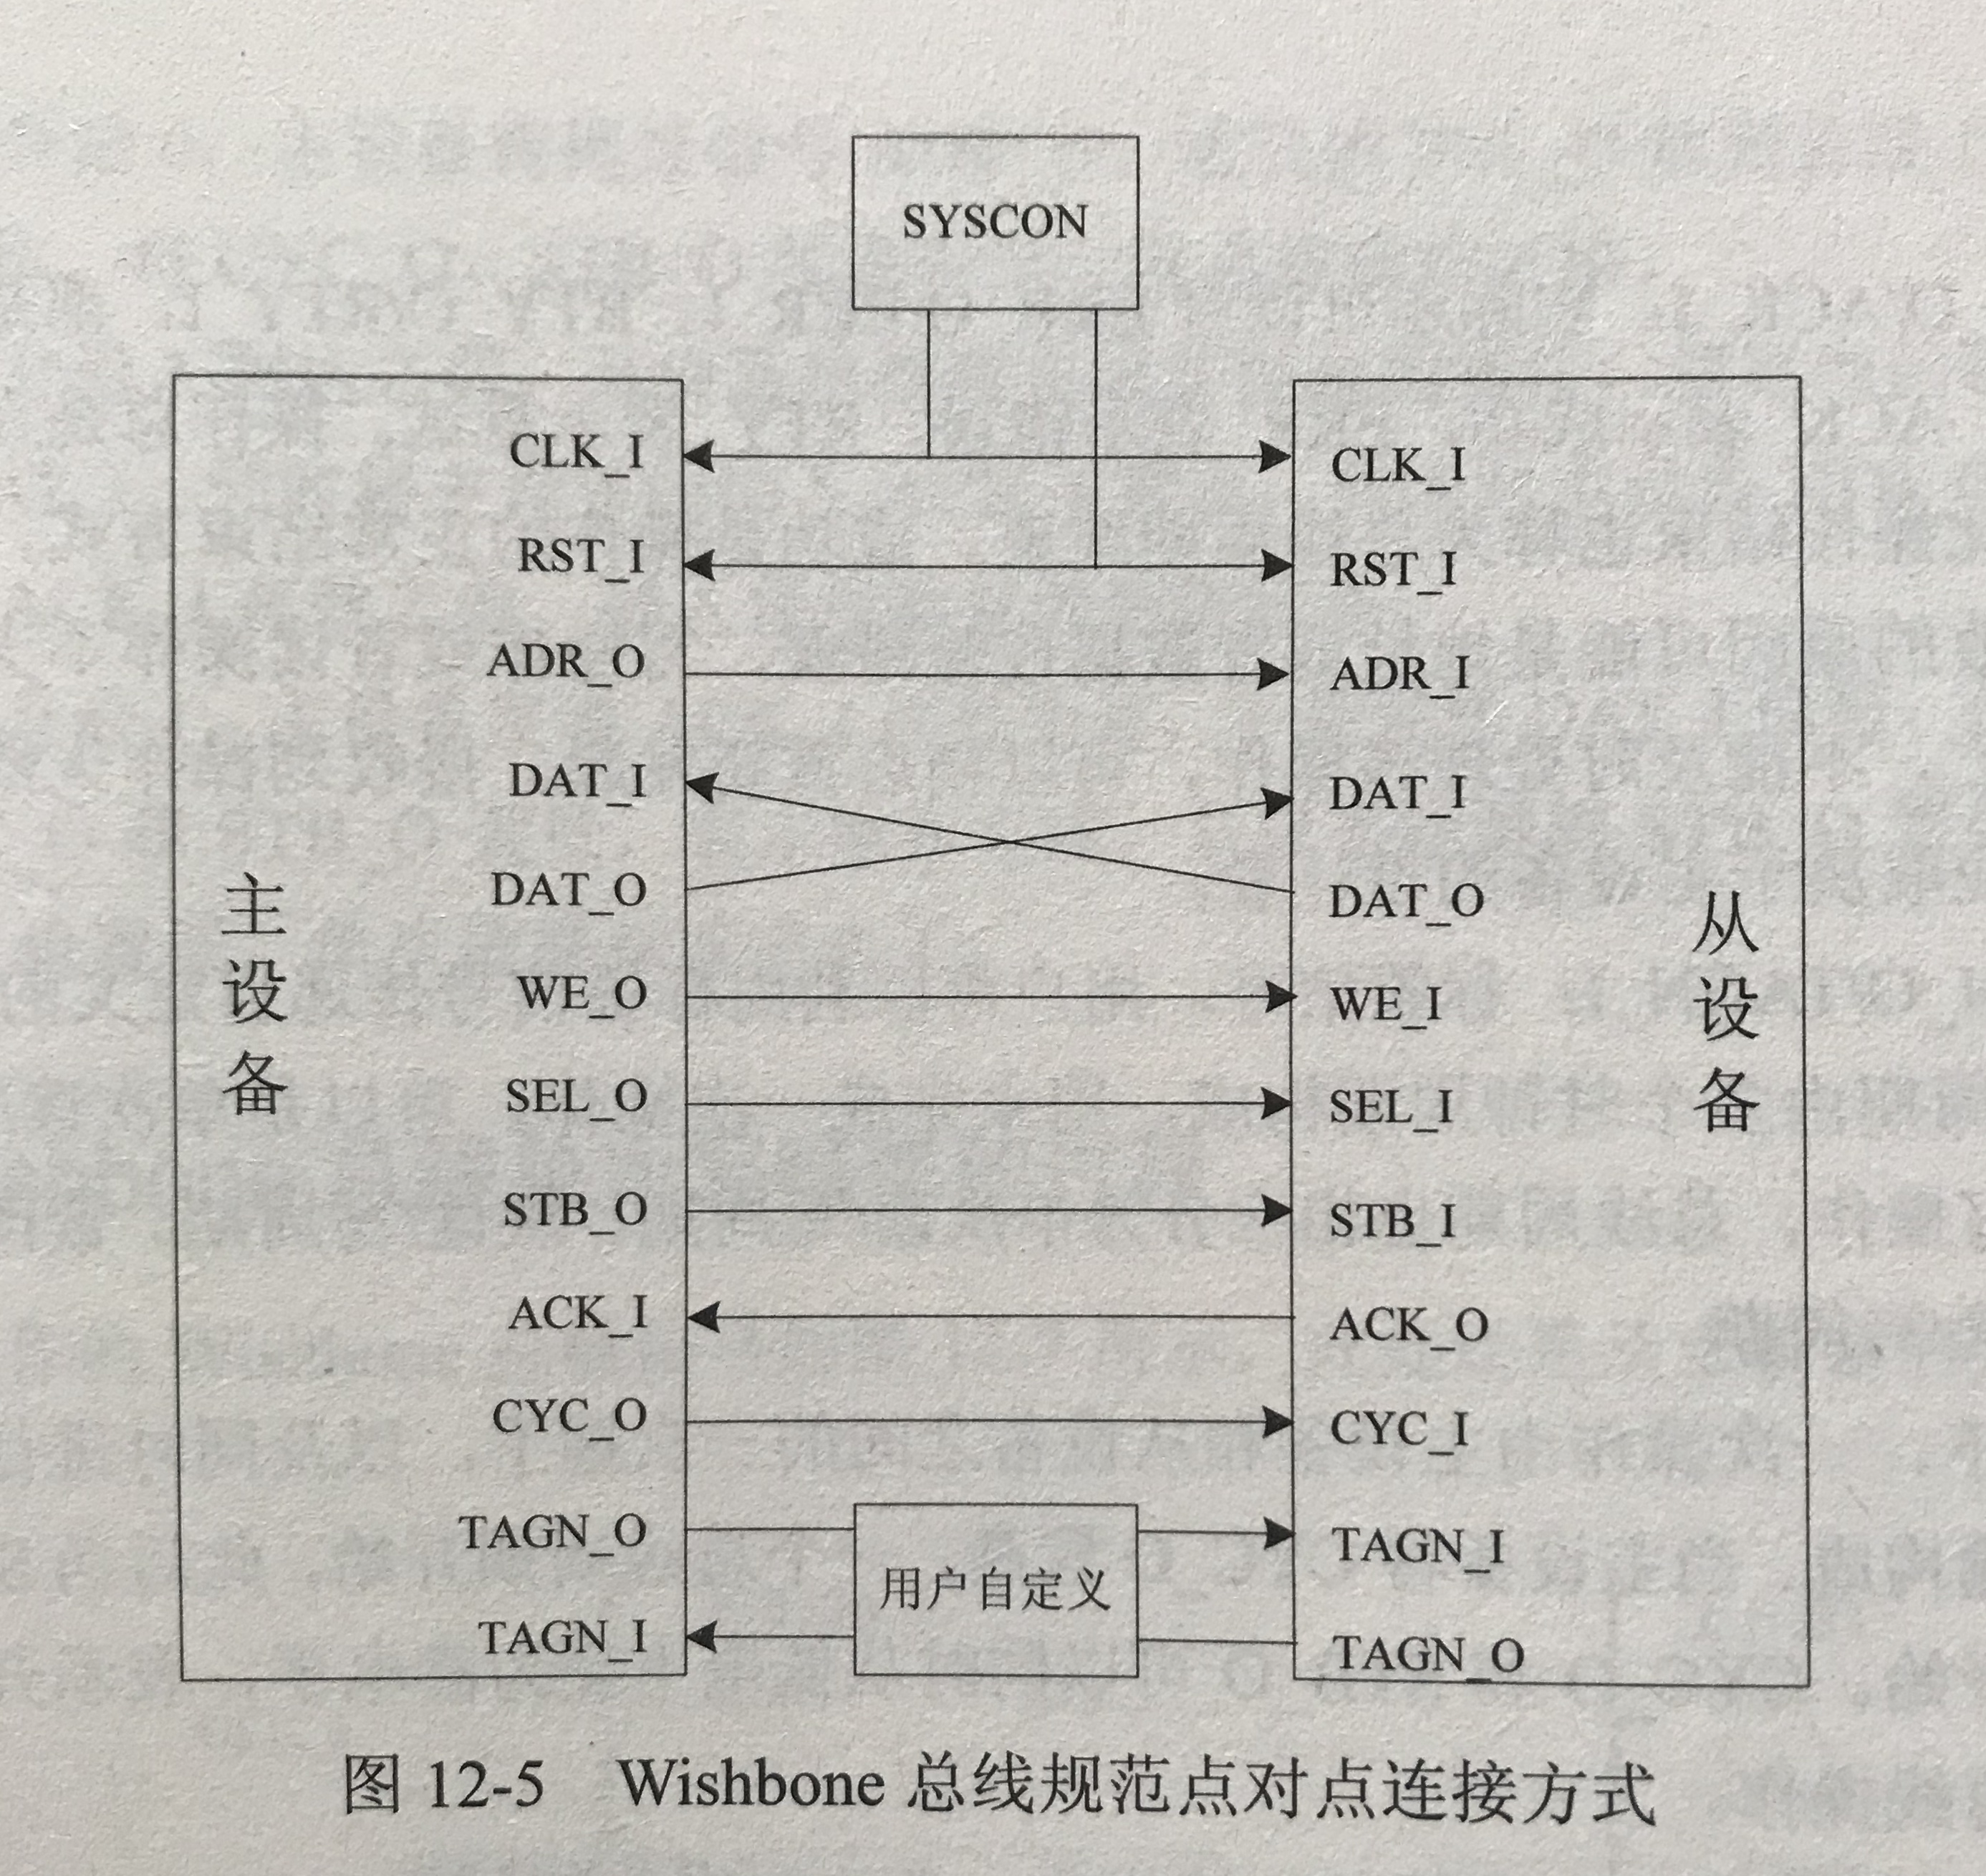 SYSCON
CLK_I CLK_I
RST_I RST_I
ADR_O ADR_I
DAT_I DAT_I
DAT_O DAT_O
主设备 从设备
WE_O WE_I
SEL_O SEL_I
STB_O STB_I
ACK_I ACK_O
CYC_O CYC_I
TAGN_O TAGN_I
用户自定义
TAGN_I TAGN_O
图 12-5 Wishbone 总线规范点对点连接方式